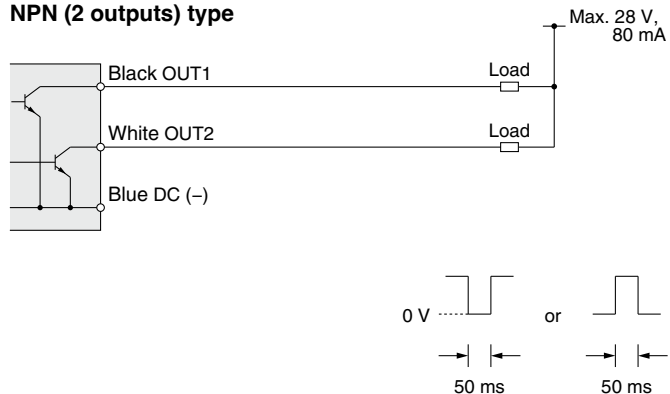 NPN (2 outputs) type
Max. 28 V,
80 mA
Black OUT1
Load
White OUT2
Load
Blue DC (−)
0 V
or
50 ms
50 ms